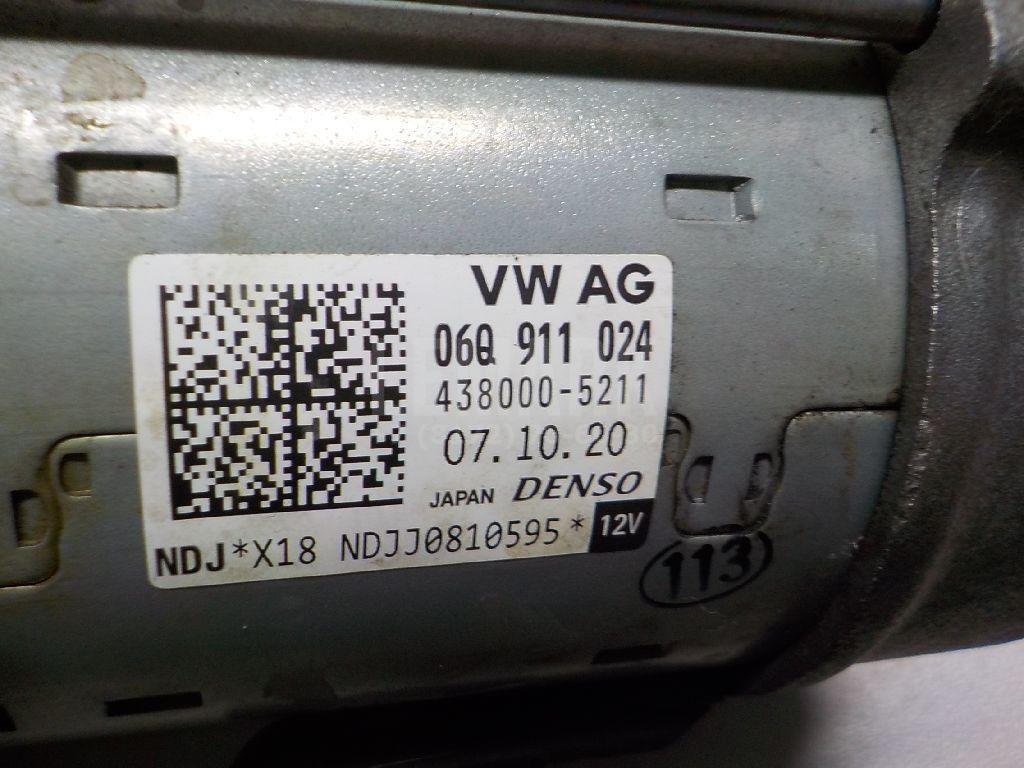 VW AG
06Q 911 024
438000-5211
07.10.20
JAPAN DENSO
NDJ*X18 NDJJ0810595* 12V
113